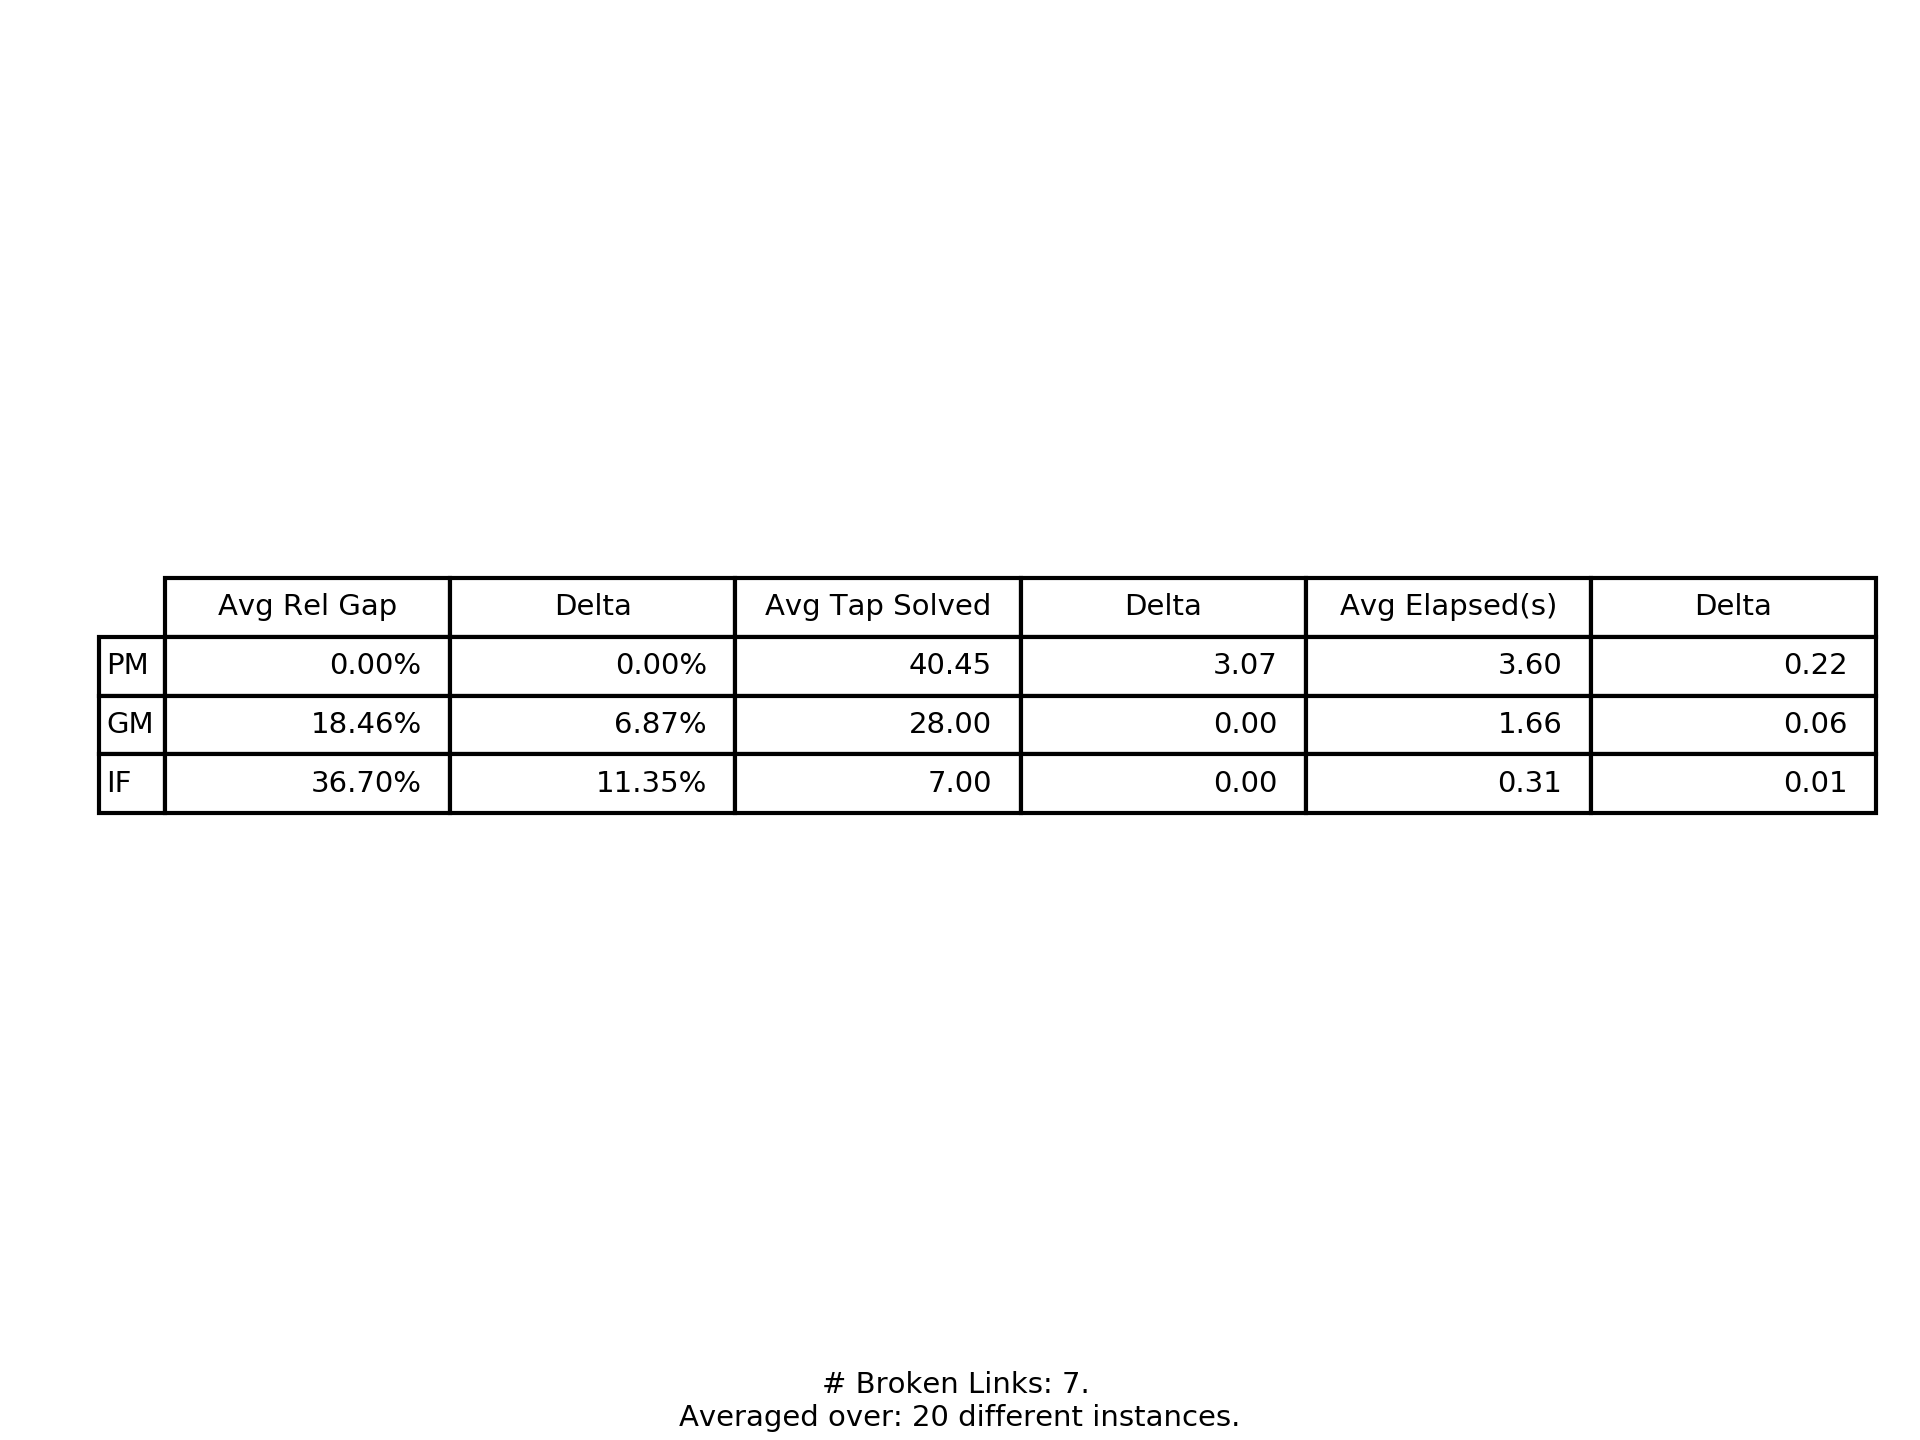 Avg Rel Gap Delta Avg Tap Solved Delta Avg Elapsed(s) Delta
PM 0.00% 0.00% 40.45 3.07 3.60 0.22
GM 18.46% 6.87% 28.00 0.00 1.66 0.06
IF 36.70% 11.35% 7.00 0.00 0.31 0.01
# Broken Links: 7.
Averaged over: 20 different instances.